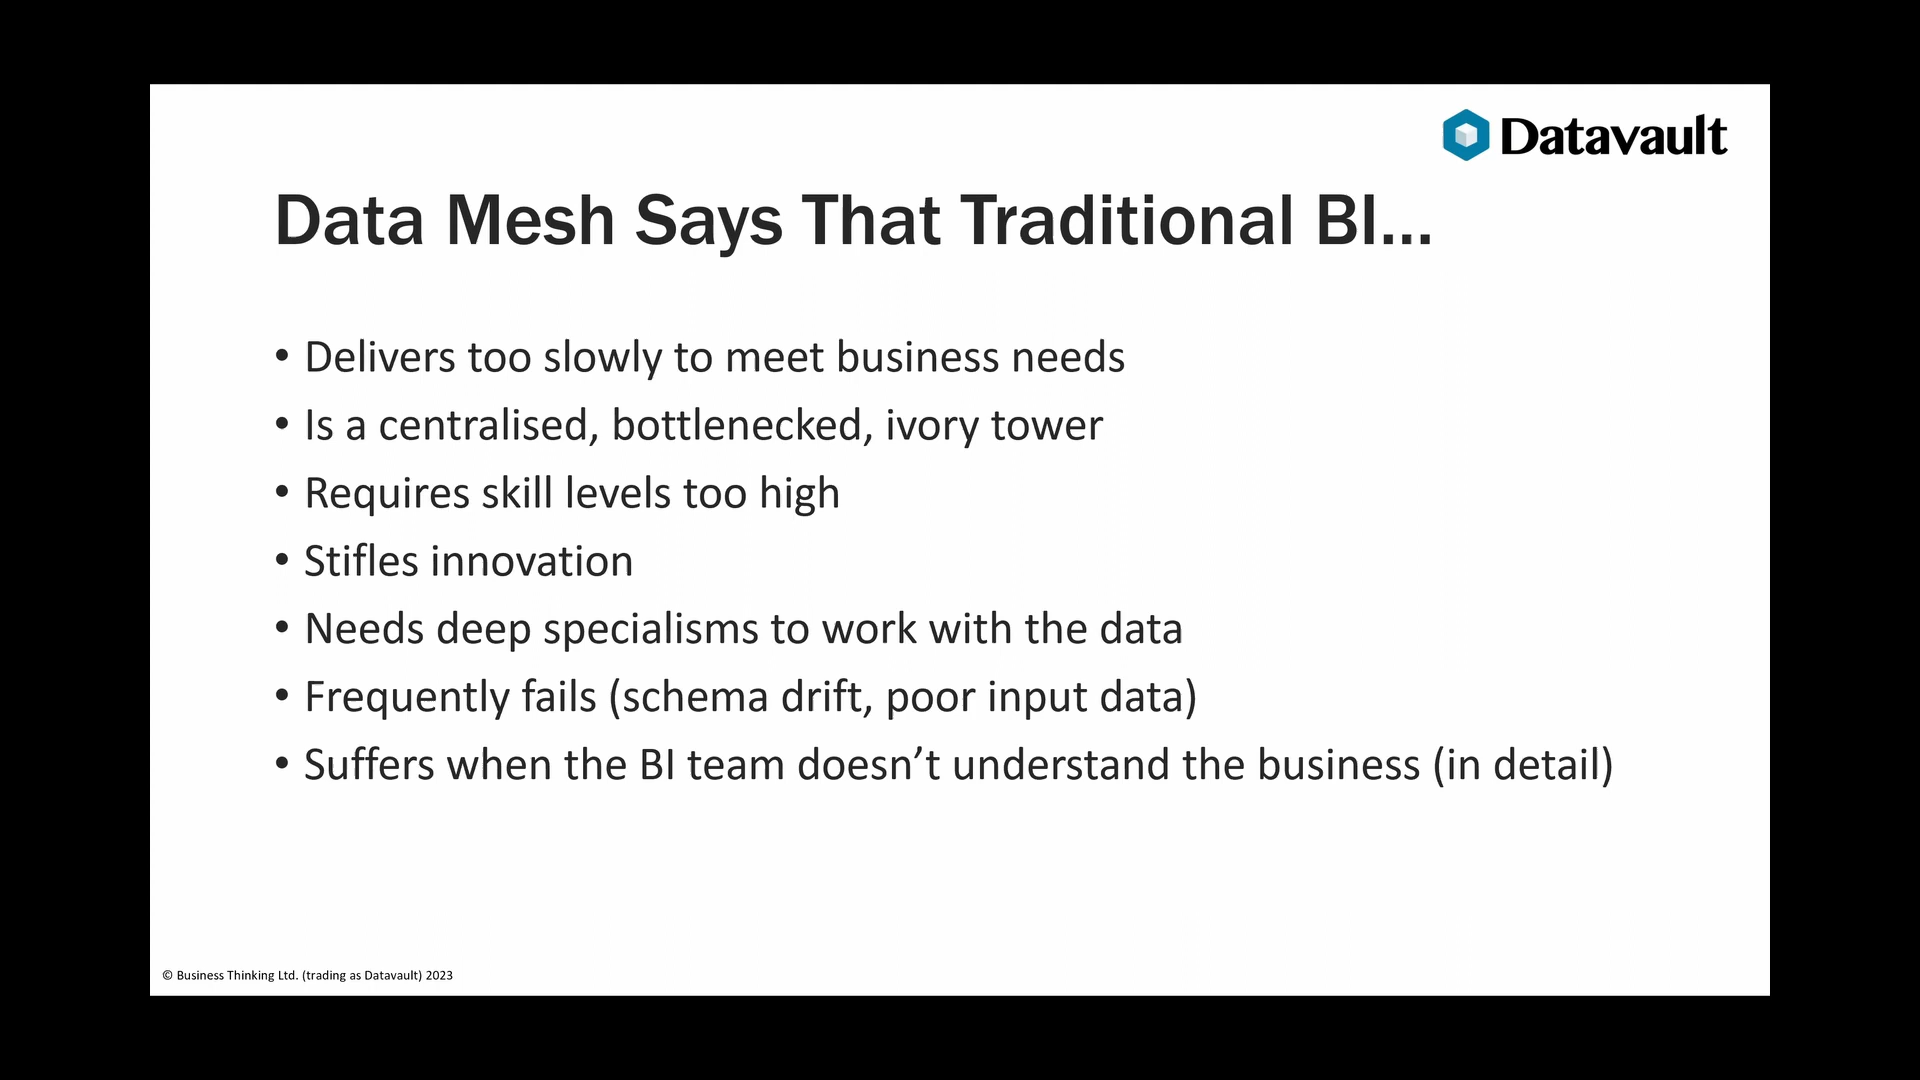 Datavault
Data Mesh Says That Traditional BI...
• Delivers too slowly to meet business needs
• Is a centralised, bottlenecked, ivory tower
• Requires skill levels too high
• Stifles innovation
• Needs deep specialisms to work with the data
• Frequently fails (schema drift, poor input data)
• Suffers when the BI team doesn’t understand the business (in detail)
© Business Thinking Ltd. (trading as Datavault) 2023